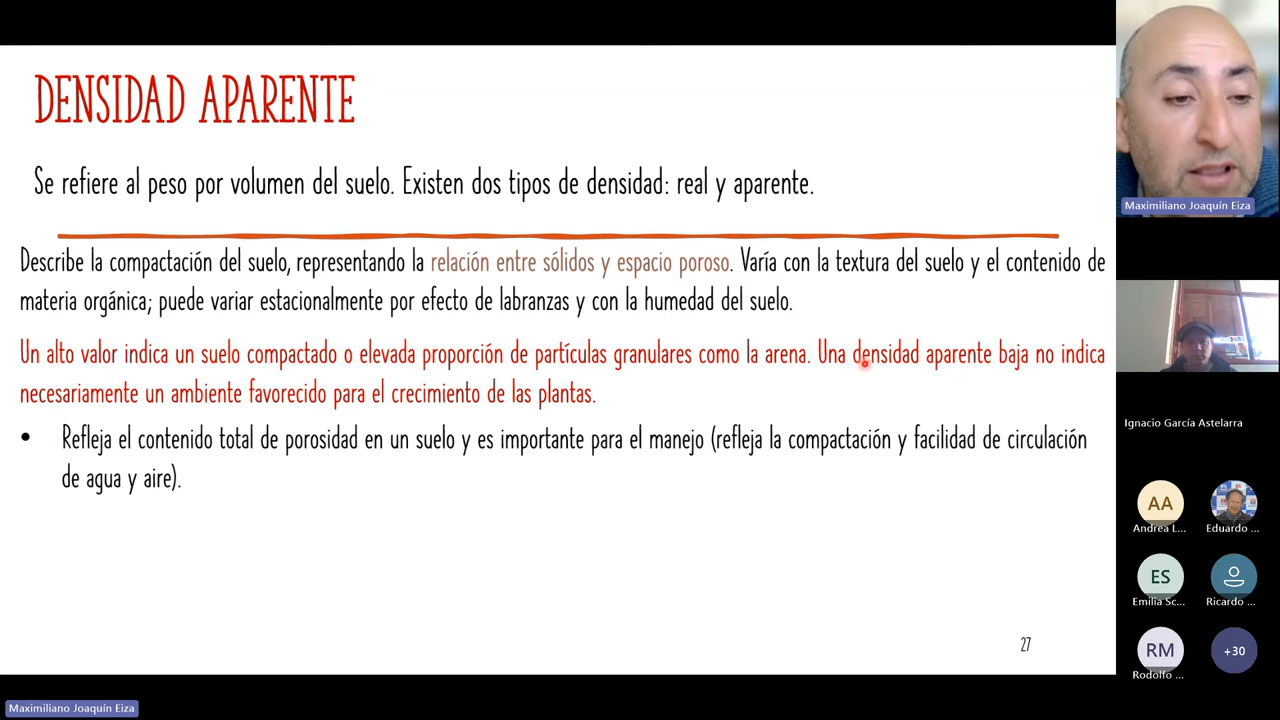 DENSIDAD APARENTE
Se refiere al peso por volumen del suelo. Existen dos tipos de densidad: real y aparente.
Describe la compactación del suelo, representando la relación entre sólidos y espacio poroso. Varía con la textura del suelo y el contenido de
materia orgánica; puede variar estacionalmente por efecto de labranzas y con la humedad del suelo.
Un alto valor indica un suelo compactado o elevada proporción de partículas granulares como la arena. Una densidad aparente baja no indica
necesariamente un ambiente favorecido para el crecimiento de las plantas.
• Refleja el contenido total de porosidad en un suelo y es importante para el manejo (refleja la compactación y facilidad de circulación
de agua y aire).
27
Maximiliano Joaquín Eiza
Ignacio García Astelarra
AA
Andrea L...
Eduardo ...
ES
Emilia Sc...
Ricardo ...
RM
Rodolfo ...
+30
Maximiliano Joaquín Eiza